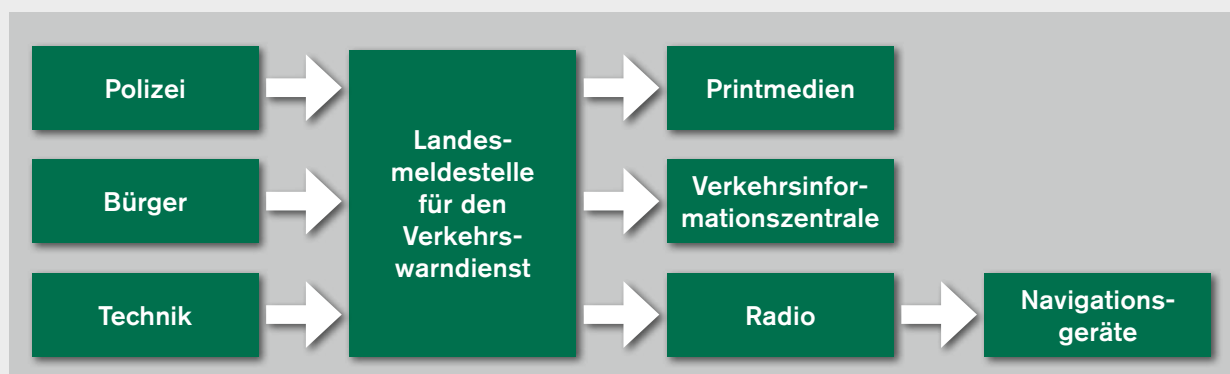 Polizei
Bürger
Technik
Landes-
meldestelle
für den
Verkehrs-
warndienst
Printmedien
Verkehrsinfor-
mationszentrale
Radio
Navigations-
geräte